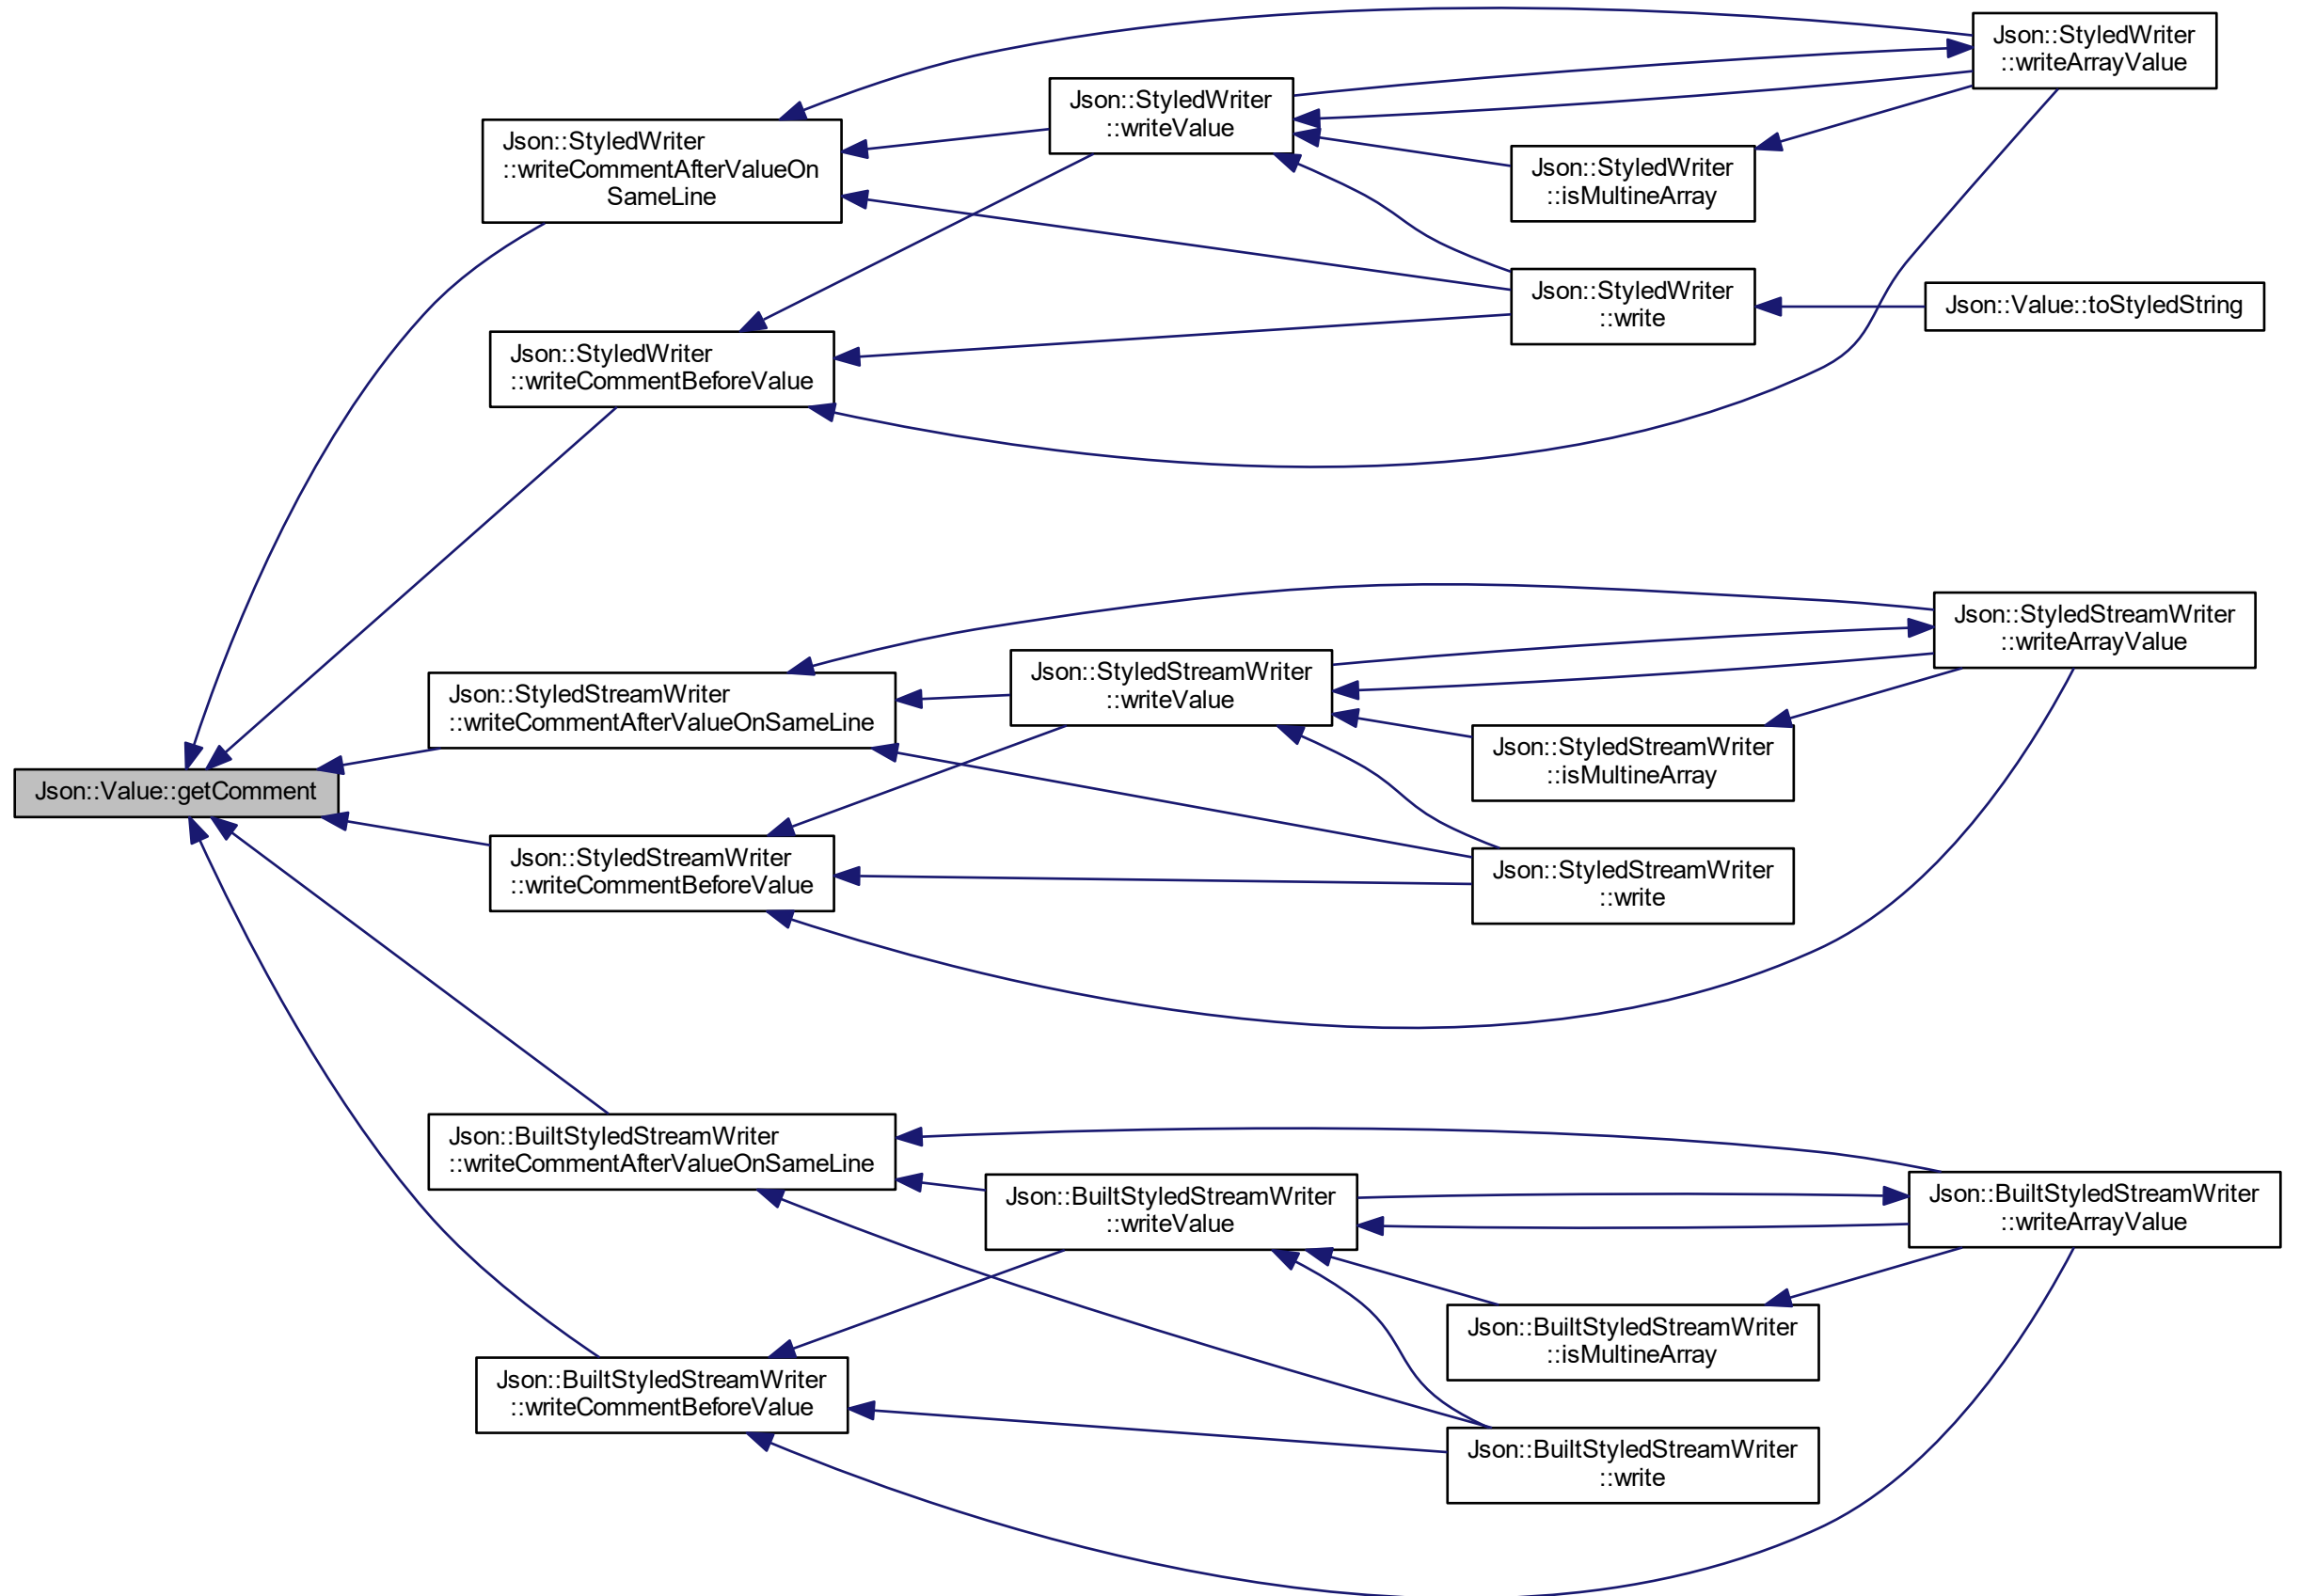 Json::StyledWriter
::writeArrayValue
Json::StyledWriter
::writeValue
Json::StyledWriter
::writeCommentAfterValueOn
SameLine
Json::StyledWriter
::isMultineArray
Json::StyledWriter
::write
Json::Value::toStyledString
Json::StyledWriter
::writeCommentBeforeValue
Json::StyledStreamWriter
::writeArrayValue
Json::StyledStreamWriter
::writeValue
Json::StyledStreamWriter
::writeCommentAfterValueOnSameLine
Json::StyledStreamWriter
::isMultineArray
Json::Value::getComment
Json::StyledStreamWriter
::writeCommentBeforeValue
Json::StyledStreamWriter
::write
Json::BuiltStyledStreamWriter
::writeCommentAfterValueOnSameLine
Json::BuiltStyledStreamWriter
::writeValue
Json::BuiltStyledStreamWriter
::writeArrayValue
Json::BuiltStyledStreamWriter
::isMultineArray
Json::BuiltStyledStreamWriter
::writeCommentBeforeValue
Json::BuiltStyledStreamWriter
::write